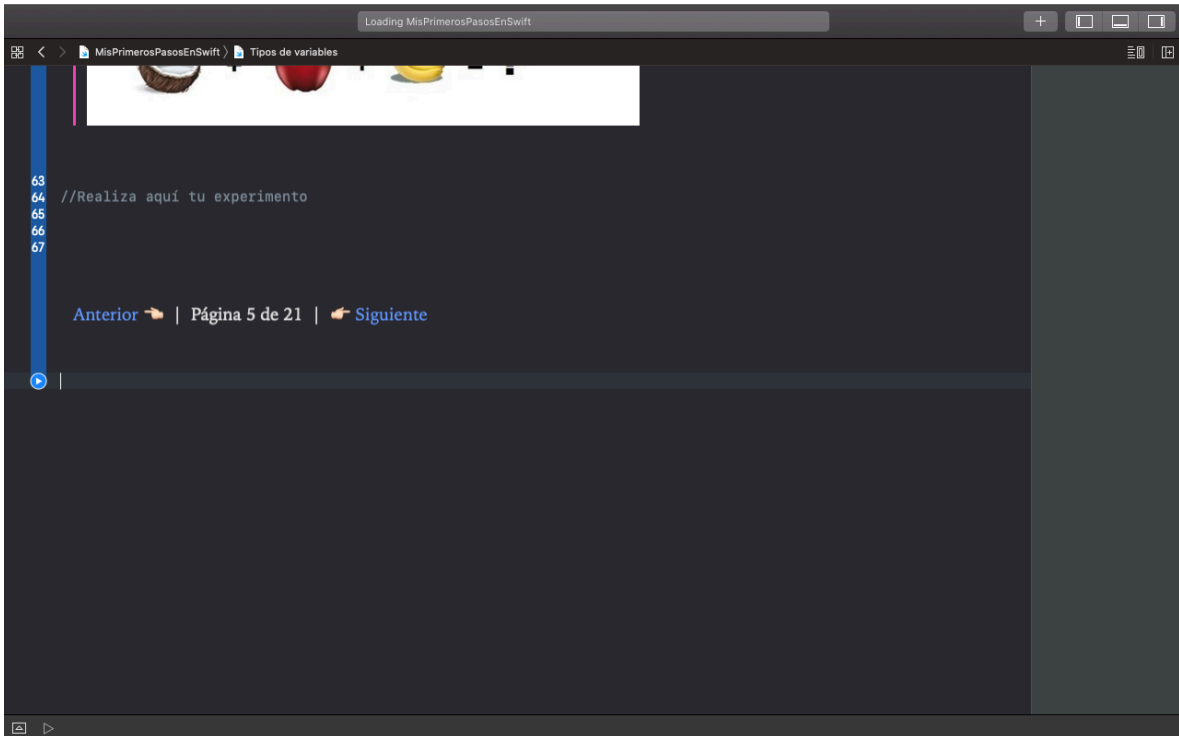 Loading MisPrimerosPasosEnSwift
MisPrimerosPasosEnSwift 〉 Tipos de variables
63
64 //Realiza aquí tu experimento
65
66
67
Anterior 👈🏻 | Página 5 de 21 | 👉🏻 Siguiente